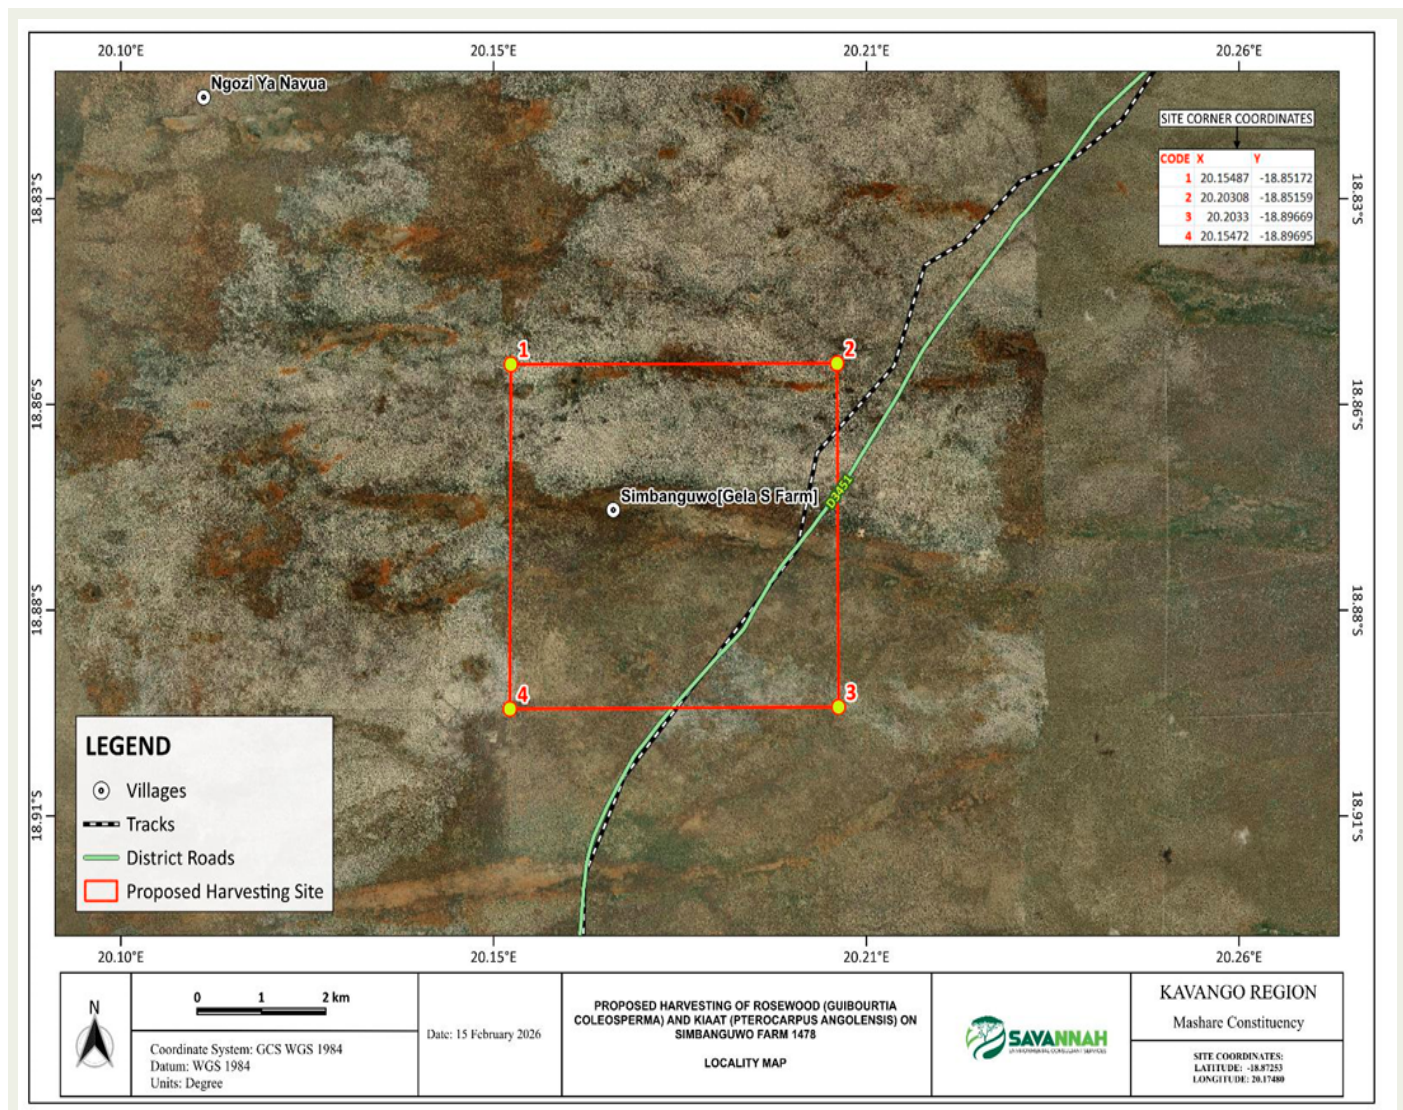 20.10°E 20.15°E 20.21°E 20.26°E
Ngozi Ya Navua
SITE CORNER COORDINATES
CODE X Y
1 20.15487 -18.85172
2 20.20308 -18.85159
3 20.2033 -18.89669
4 20.15472 -18.89695
18.83°S 18.83°S
1 2
18.86°S 18.86°S
D3451
Simbanguwo[Gela S Farm]
18.88°S 18.88°S
4 3
18.91°S 18.91°S
LEGEND
Villages
Tracks
District Roads
Proposed Harvesting Site
20.10°E 20.15°E 20.21°E 20.26°E
N
0 1 2 km
Coordinate System: GCS WGS 1984
Datum: WGS 1984
Units: Degree
Date: 15 February 2026
PROPOSED HARVESTING OF ROSEWOOD (GUIBOURTIA
COLEOSPERMA) AND KIAAT (PTEROCARPUS ANGOLENSIS) ON
SIMBANGUWO FARM 1478
LOCALITY MAP
SAVANNAH
ENVIRONMENTAL CONSULTANT SERVICES
KAVANGO REGION
Mashare Constituency
SITE COORDINATES:
LATITUDE: -18.87253
LONGITUDE: 20.17480